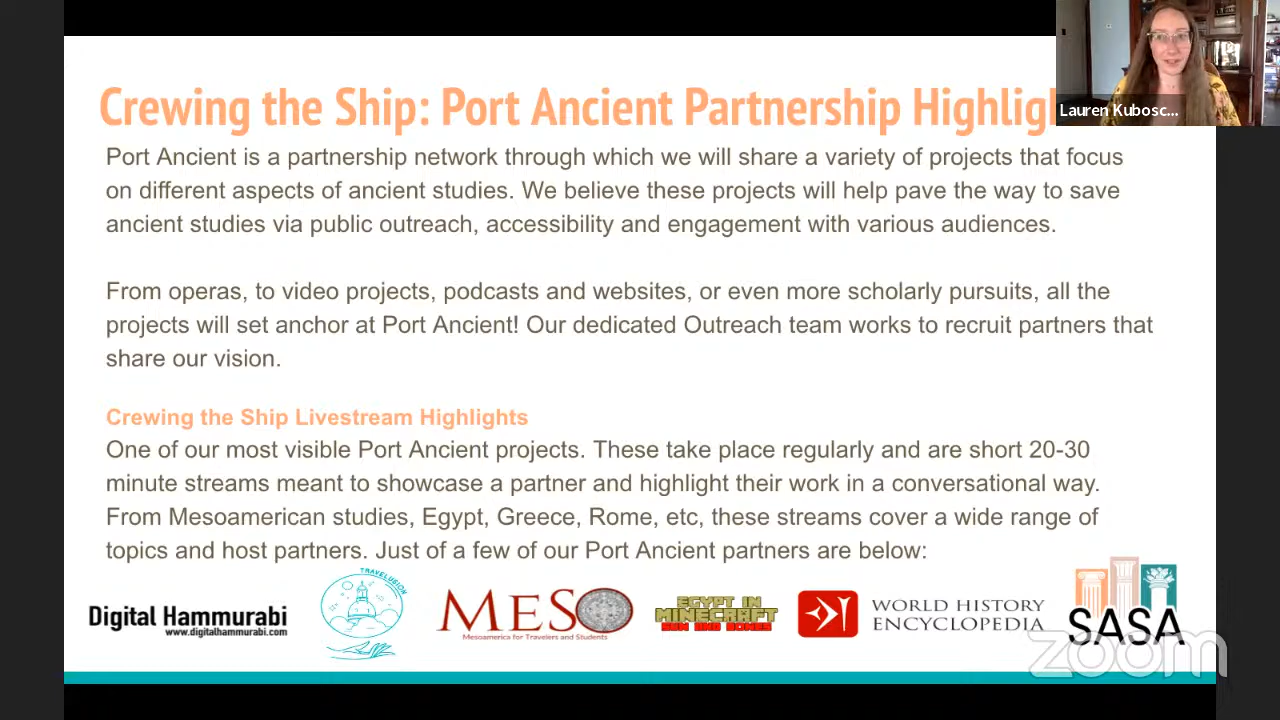 Crewing the Ship: Port Ancient Partnership Highlig
Lauren Kubosc...
Port Ancient is a partnership network through which we will share a variety of projects that focus
on different aspects of ancient studies. We believe these projects will help pave the way to save
ancient studies via public outreach, accessibility and engagement with various audiences.
From operas, to video projects, podcasts and websites, or even more scholarly pursuits, all the
projects will set anchor at Port Ancient! Our dedicated Outreach team works to recruit partners that
share our vision.
Crewing the Ship Livestream Highlights
One of our most visible Port Ancient projects. These take place regularly and are short 20-30
minute streams meant to showcase a partner and highlight their work in a conversational way.
From Mesoamerican studies, Egypt, Greece, Rome, etc, these streams cover a wide range of
topics and host partners. Just of a few of our Port Ancient partners are below:
Digital Hammurabi
www.digitalhammurabi.com
TRAVELUSION
MESO
Mesoamerica for Travelers and Students
EGYPT IN
MINECRAFT
SUN AND BONES
WORLD HISTORY
ENCYCLOPEDIA
SASA
zoom